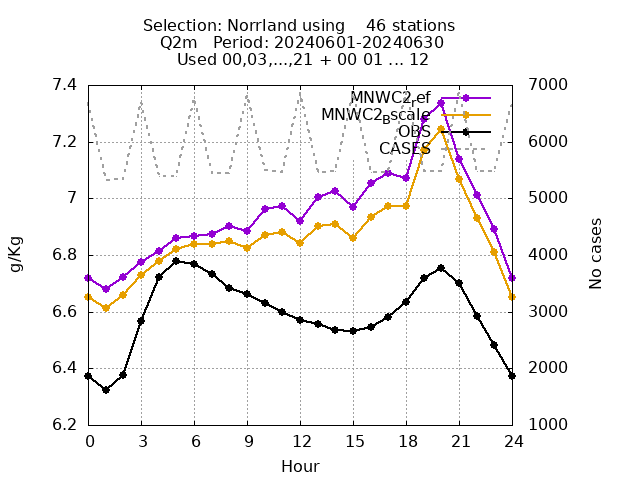 Selection: Norrland using    46 stations
Q2m   Period: 20240601-20240630
Used 00,03,...,21 + 00 01 ... 12
7.4
7.2
7
6.8
6.6
6.4
6.2
7000
6000
5000
4000
3000
2000
1000
MNWC2_ref
MNWC2_Bscale
OBS
CASES
g/Kg
No cases
0 3 6 9 12 15 18 21 24
Hour